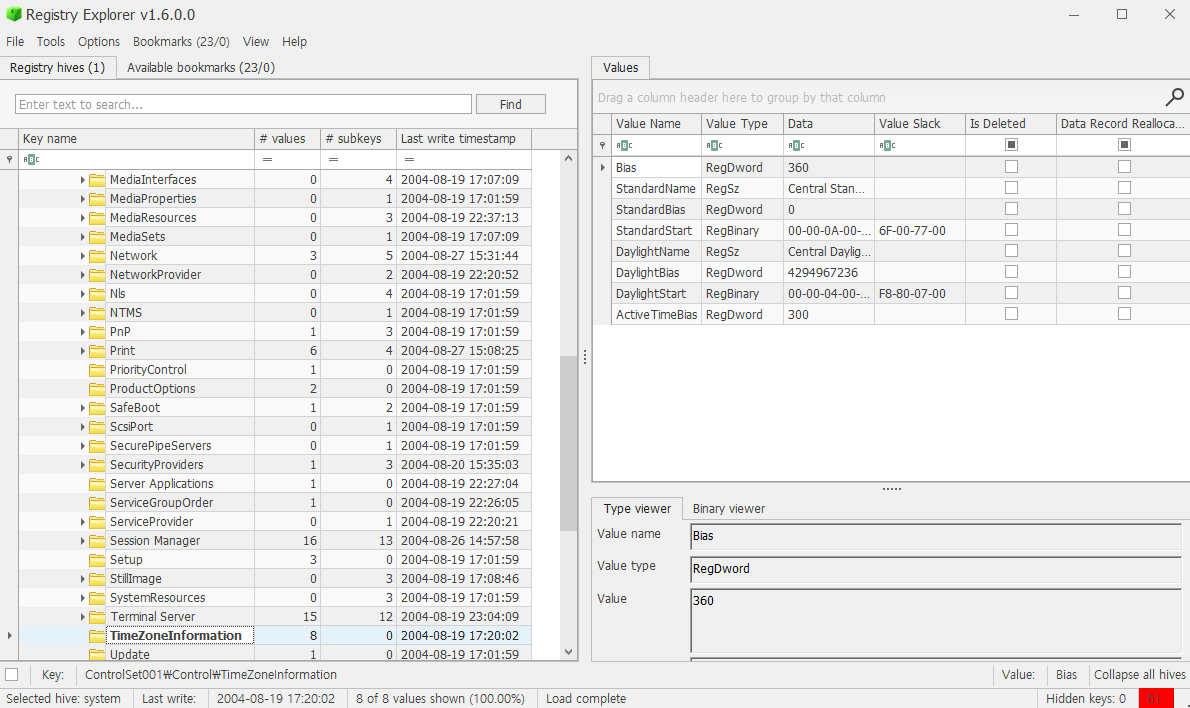 Registry Explorer v1.6.0.0
File Tools Options Bookmarks (23/0) View Help
Registry hives (1) Available bookmarks (23/0)
Enter text to search... Find
Key name # values # subkeys Last write timestamp
ABC = = =
MediaInterfaces 0 4 2004-08-19 17:07:09
MediaProperties 0 1 2004-08-19 17:01:59
MediaResources 0 3 2004-08-19 22:37:13
MediaSets 0 1 2004-08-19 17:07:09
Network 3 5 2004-08-27 15:31:44
NetworkProvider 0 2 2004-08-19 22:20:52
Nls 0 4 2004-08-19 17:01:59
NTMS 0 1 2004-08-19 17:01:59
PnP 1 3 2004-08-19 17:01:59
Print 6 4 2004-08-27 15:08:25
PriorityControl 1 0 2004-08-19 17:01:59
ProductOptions 2 0 2004-08-19 17:01:59
SafeBoot 1 2 2004-08-19 17:01:59
ScsiPort 0 1 2004-08-19 17:01:59
SecurePipeServers 0 1 2004-08-19 17:01:59
SecurityProviders 1 3 2004-08-20 15:35:03
Server Applications 1 0 2004-08-19 22:27:04
ServiceGroupOrder 1 0 2004-08-19 22:26:05
ServiceProvider 0 1 2004-08-19 22:20:21
Session Manager 16 13 2004-08-26 14:57:58
Setup 3 0 2004-08-19 17:01:59
StillImage 0 3 2004-08-19 17:08:46
SystemResources 0 3 2004-08-19 17:01:59
Terminal Server 15 12 2004-08-19 23:04:09
TimeZoneInformation 8 0 2004-08-19 17:20:02
Update 1 0 2004-08-19 17:01:59
Values
Drag a column header here to group by that column
Value Name Value Type Data Value Slack Is Deleted Data Record Realloca...
ABC ABC ABC ABC
Bias RegDword 360
StandardName RegSz Central Stan...
StandardBias RegDword 0
StandardStart RegBinary 00-00-0A-00-... 6F-00-77-00
DaylightName RegSz Central Daylig...
DaylightBias RegDword 4294967236
DaylightStart RegBinary 00-00-04-00-... F8-80-07-00
ActiveTimeBias RegDword 300
Type viewer Binary viewer
Value name Bias
Value type RegDword
Value 360
Key: ControlSet001₩Control₩TimeZoneInformation Value: Bias Collapse all hives
Selected hive: system Last write: 2004-08-19 17:20:02 8 of 8 values shown (100.00%) Load complete Hidden keys: 0 61